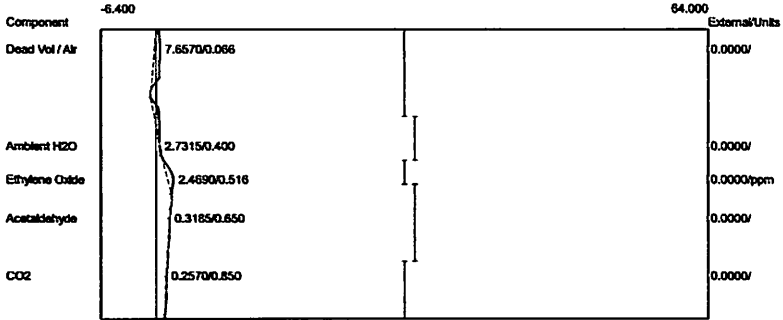 -6.400 64.000
Component External/Units
Dead Vol / Air 7.6570/0.066 0.0000/
Ambient H2O 2.7315/0.400 0.0000/
Ethylene Oxide 2.4690/0.516 0.0000/ppm
Acetaldehyde 0.3185/0.650 0.0000/
CO2 0.2570/0.850 0.0000/